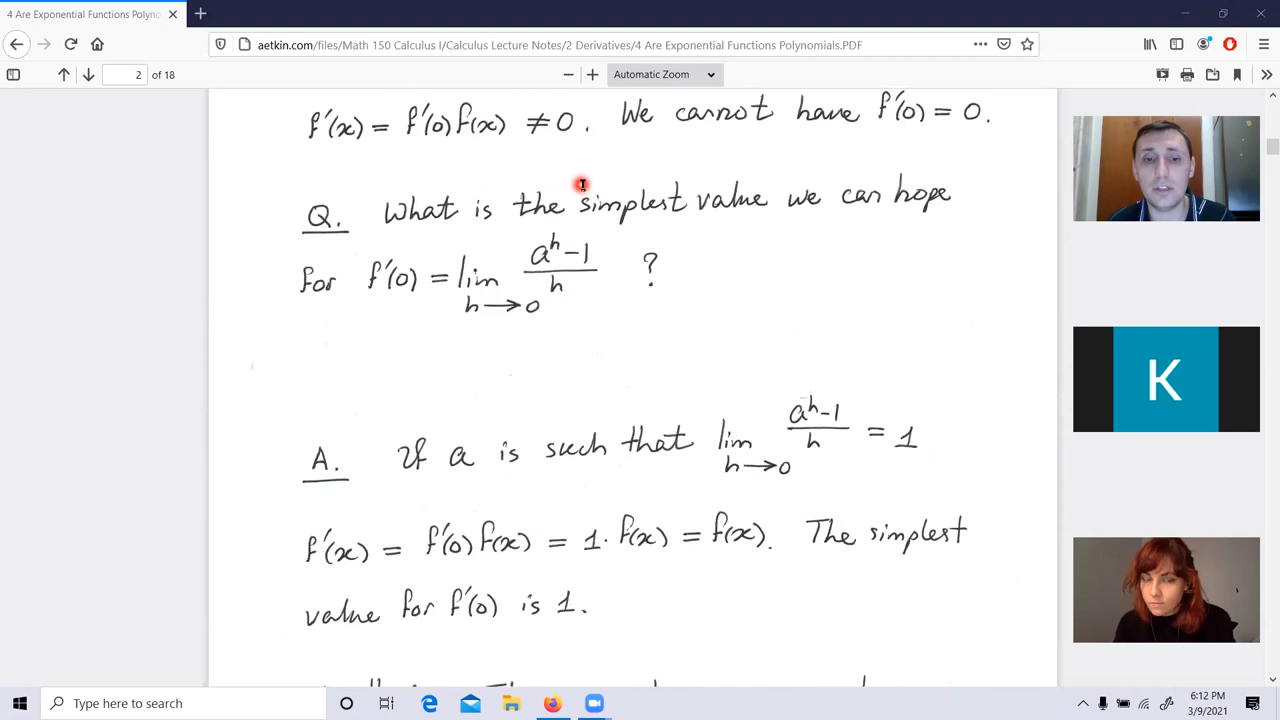 4 Are Exponential Functions Polyno
aetkin.com/files/Math 150 Calculus I/Calculus Lecture Notes/2 Derivatives/4 Are Exponential Functions Polynomials.PDF
2 of 18
Automatic Zoom
f'(x) = f'(0) f(x) ≠ 0. We cannot have f'(0) = 0.
Q. What is the simplest value we can hope
for f'(0) = lim h→0 (a^h - 1)/h ?
A. If a is such that lim h→0 (a^h - 1)/h = 1
f'(x) = f'(0) f(x) = 1 · f(x) = f(x). The simplest
value for f'(0) is 1.
K
Type here to search
6:12 PM
3/9/2021